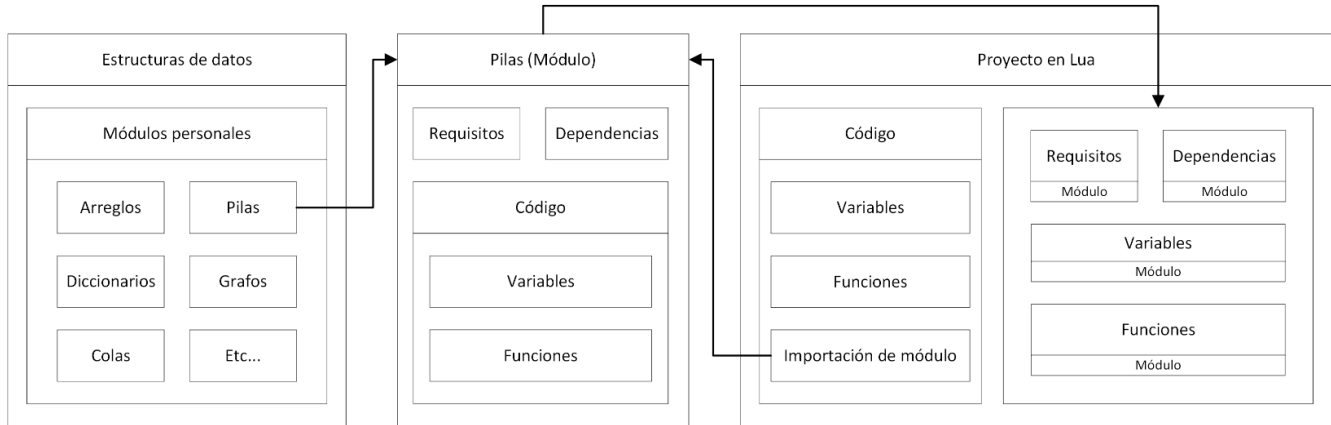 Estructuras de datos
Módulos personales
Arreglos
Pilas
Diccionarios
Grafos
Colas
Etc...
Pilas (Módulo)
Requisitos
Dependencias
Código
Variables
Funciones
Proyecto en Lua
Código
Variables
Funciones
Importación de módulo
Requisitos
Módulo
Dependencias
Módulo
Variables
Módulo
Funciones
Módulo